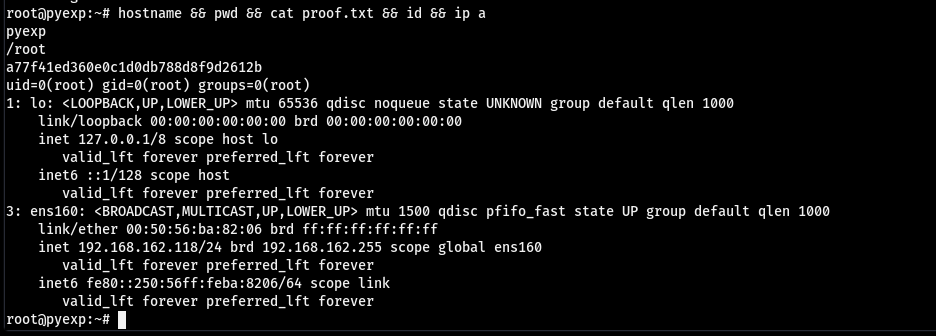 root@pyexp:~# hostname && pwd && cat proof.txt && id && ip a
pyexp
/root
a77f41ed360e0c1d0db788d8f9d2612b
uid=0(root) gid=0(root) groups=0(root)
1: lo: <LOOPBACK,UP,LOWER_UP> mtu 65536 qdisc noqueue state UNKNOWN group default qlen 1000
    link/loopback 00:00:00:00:00:00 brd 00:00:00:00:00:00
    inet 127.0.0.1/8 scope host lo
       valid_lft forever preferred_lft forever
    inet6 ::1/128 scope host
       valid_lft forever preferred_lft forever
3: ens160: <BROADCAST,MULTICAST,UP,LOWER_UP> mtu 1500 qdisc pfifo_fast state UP group default qlen 1000
    link/ether 00:50:56:ba:82:06 brd ff:ff:ff:ff:ff:ff
    inet 192.168.162.118/24 brd 192.168.162.255 scope global ens160
       valid_lft forever preferred_lft forever
    inet6 fe80::250:56ff:feba:8206/64 scope link
       valid_lft forever preferred_lft forever
root@pyexp:~#